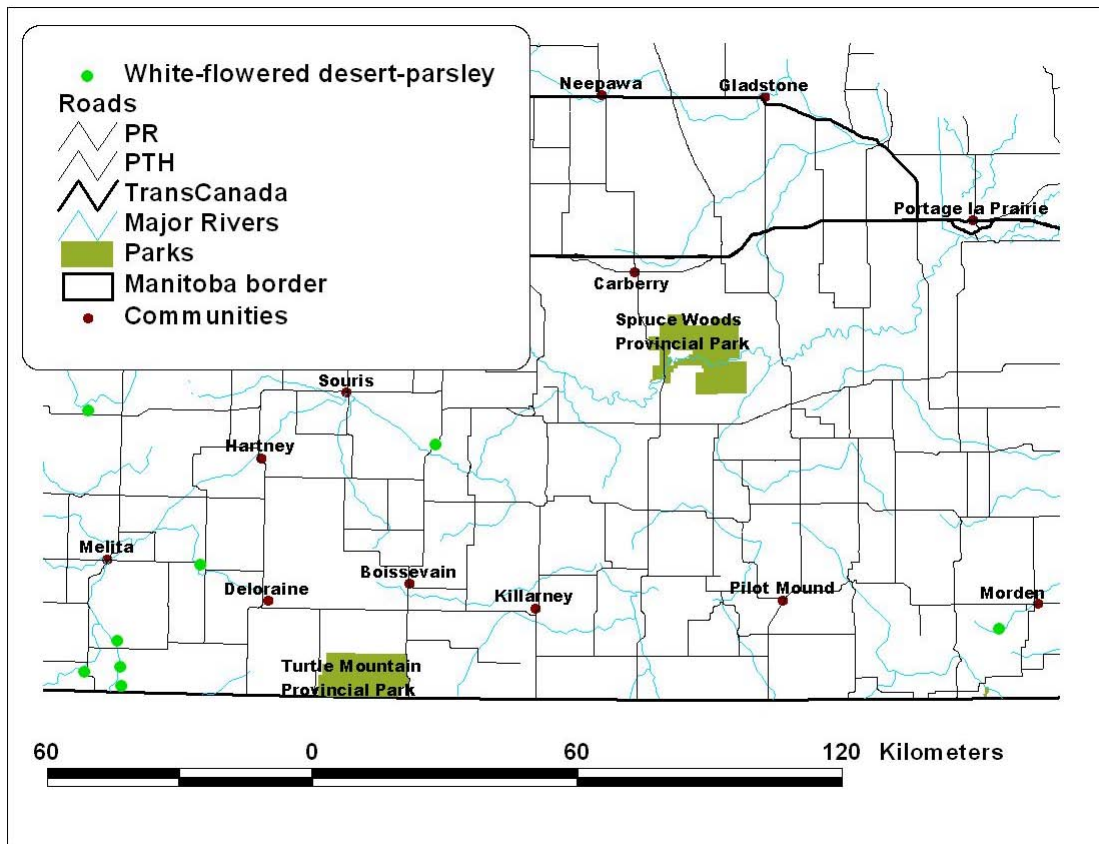 White-flowered desert-parsley
Roads
PR
PTH
TransCanada
Major Rivers
Parks
Manitoba border
Communities
Neepawa
Gladstone
Portage la Prairie
Carberry
Spruce Woods
Provincial Park
Souris
Hartney
Melita
Deloraine
Boissevain
Killarney
Pilot Mound
Morden
Turtle Mountain
Provincial Park
60 0 60 120 Kilometers